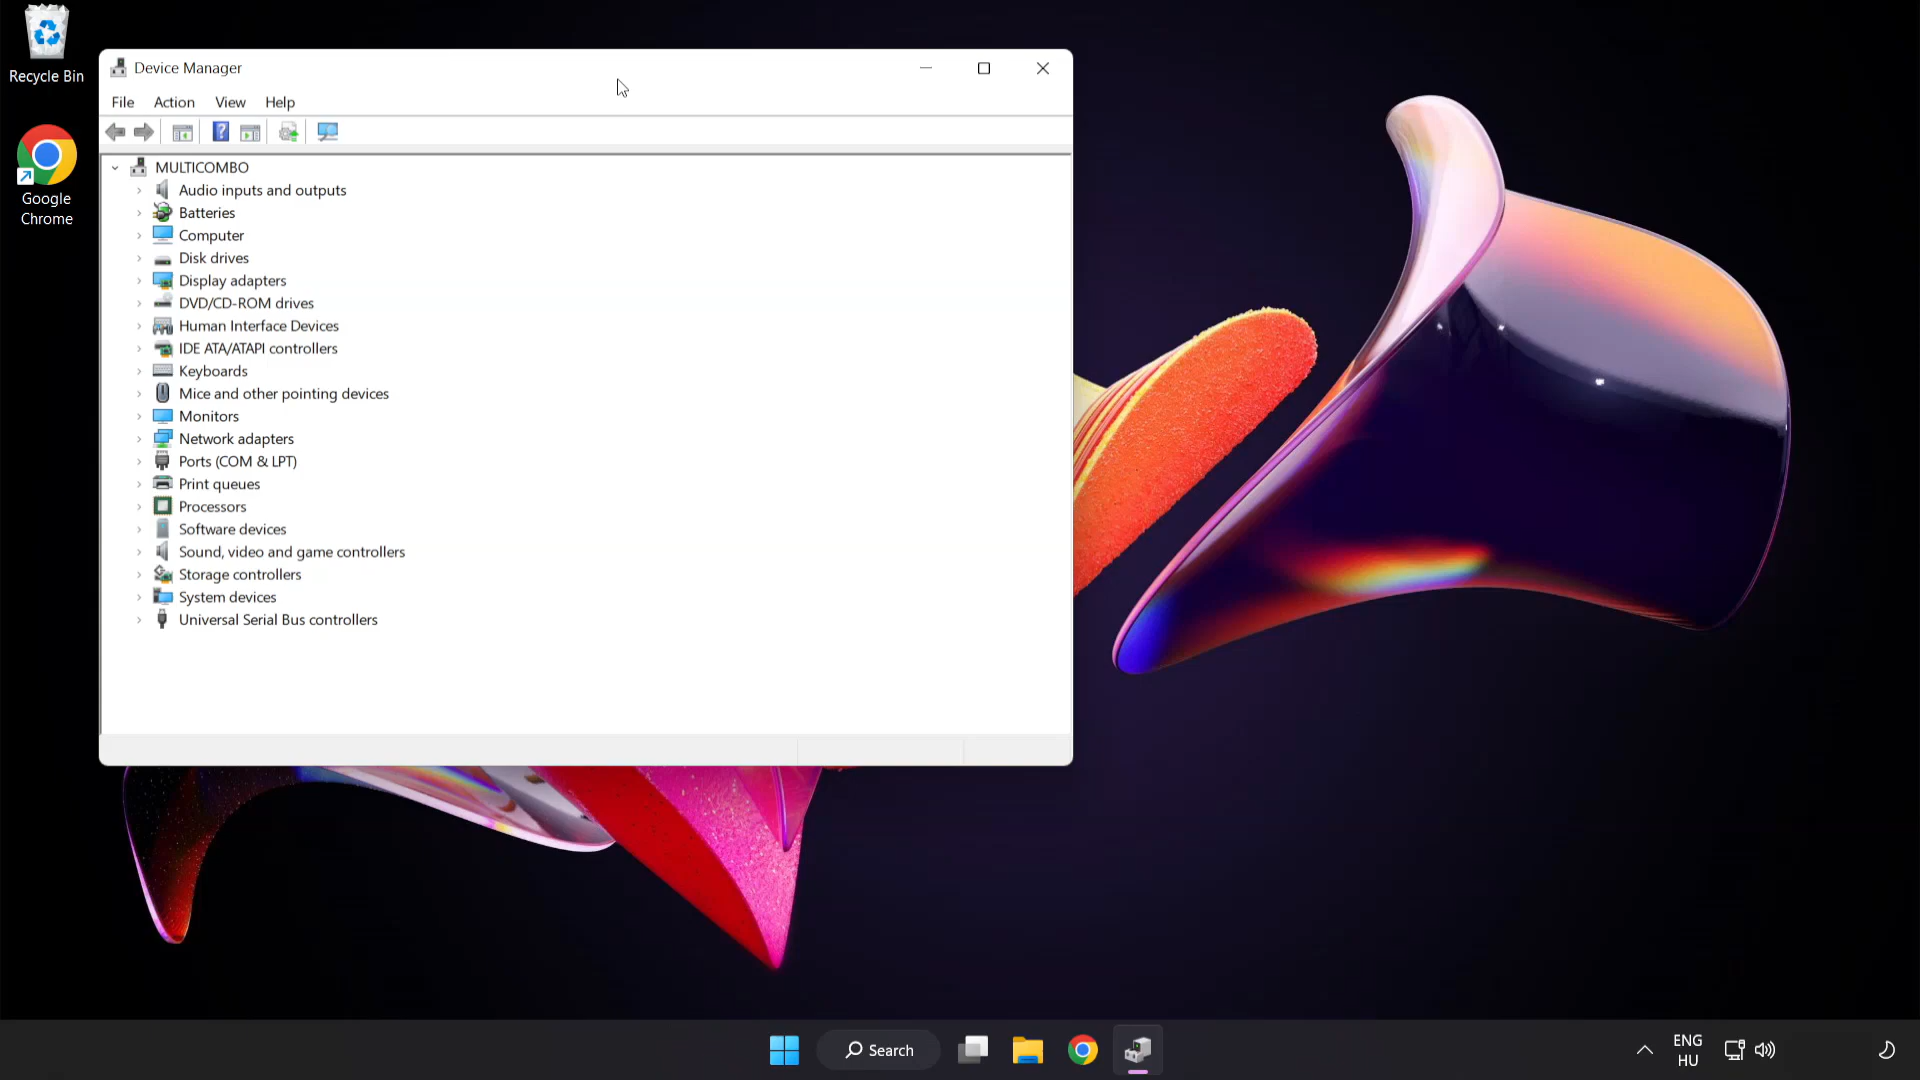 Recycle Bin
Google
Chrome
Device Manager
File Action View Help
MULTICOMBO
Audio inputs and outputs
Batteries
Computer
Disk drives
Display adapters
DVD/CD-ROM drives
Human Interface Devices
IDE ATA/ATAPI controllers
Keyboards
Mice and other pointing devices
Monitors
Network adapters
Ports (COM & LPT)
Print queues
Processors
Software devices
Sound, video and game controllers
Storage controllers
System devices
Universal Serial Bus controllers
Search
ENG
HU